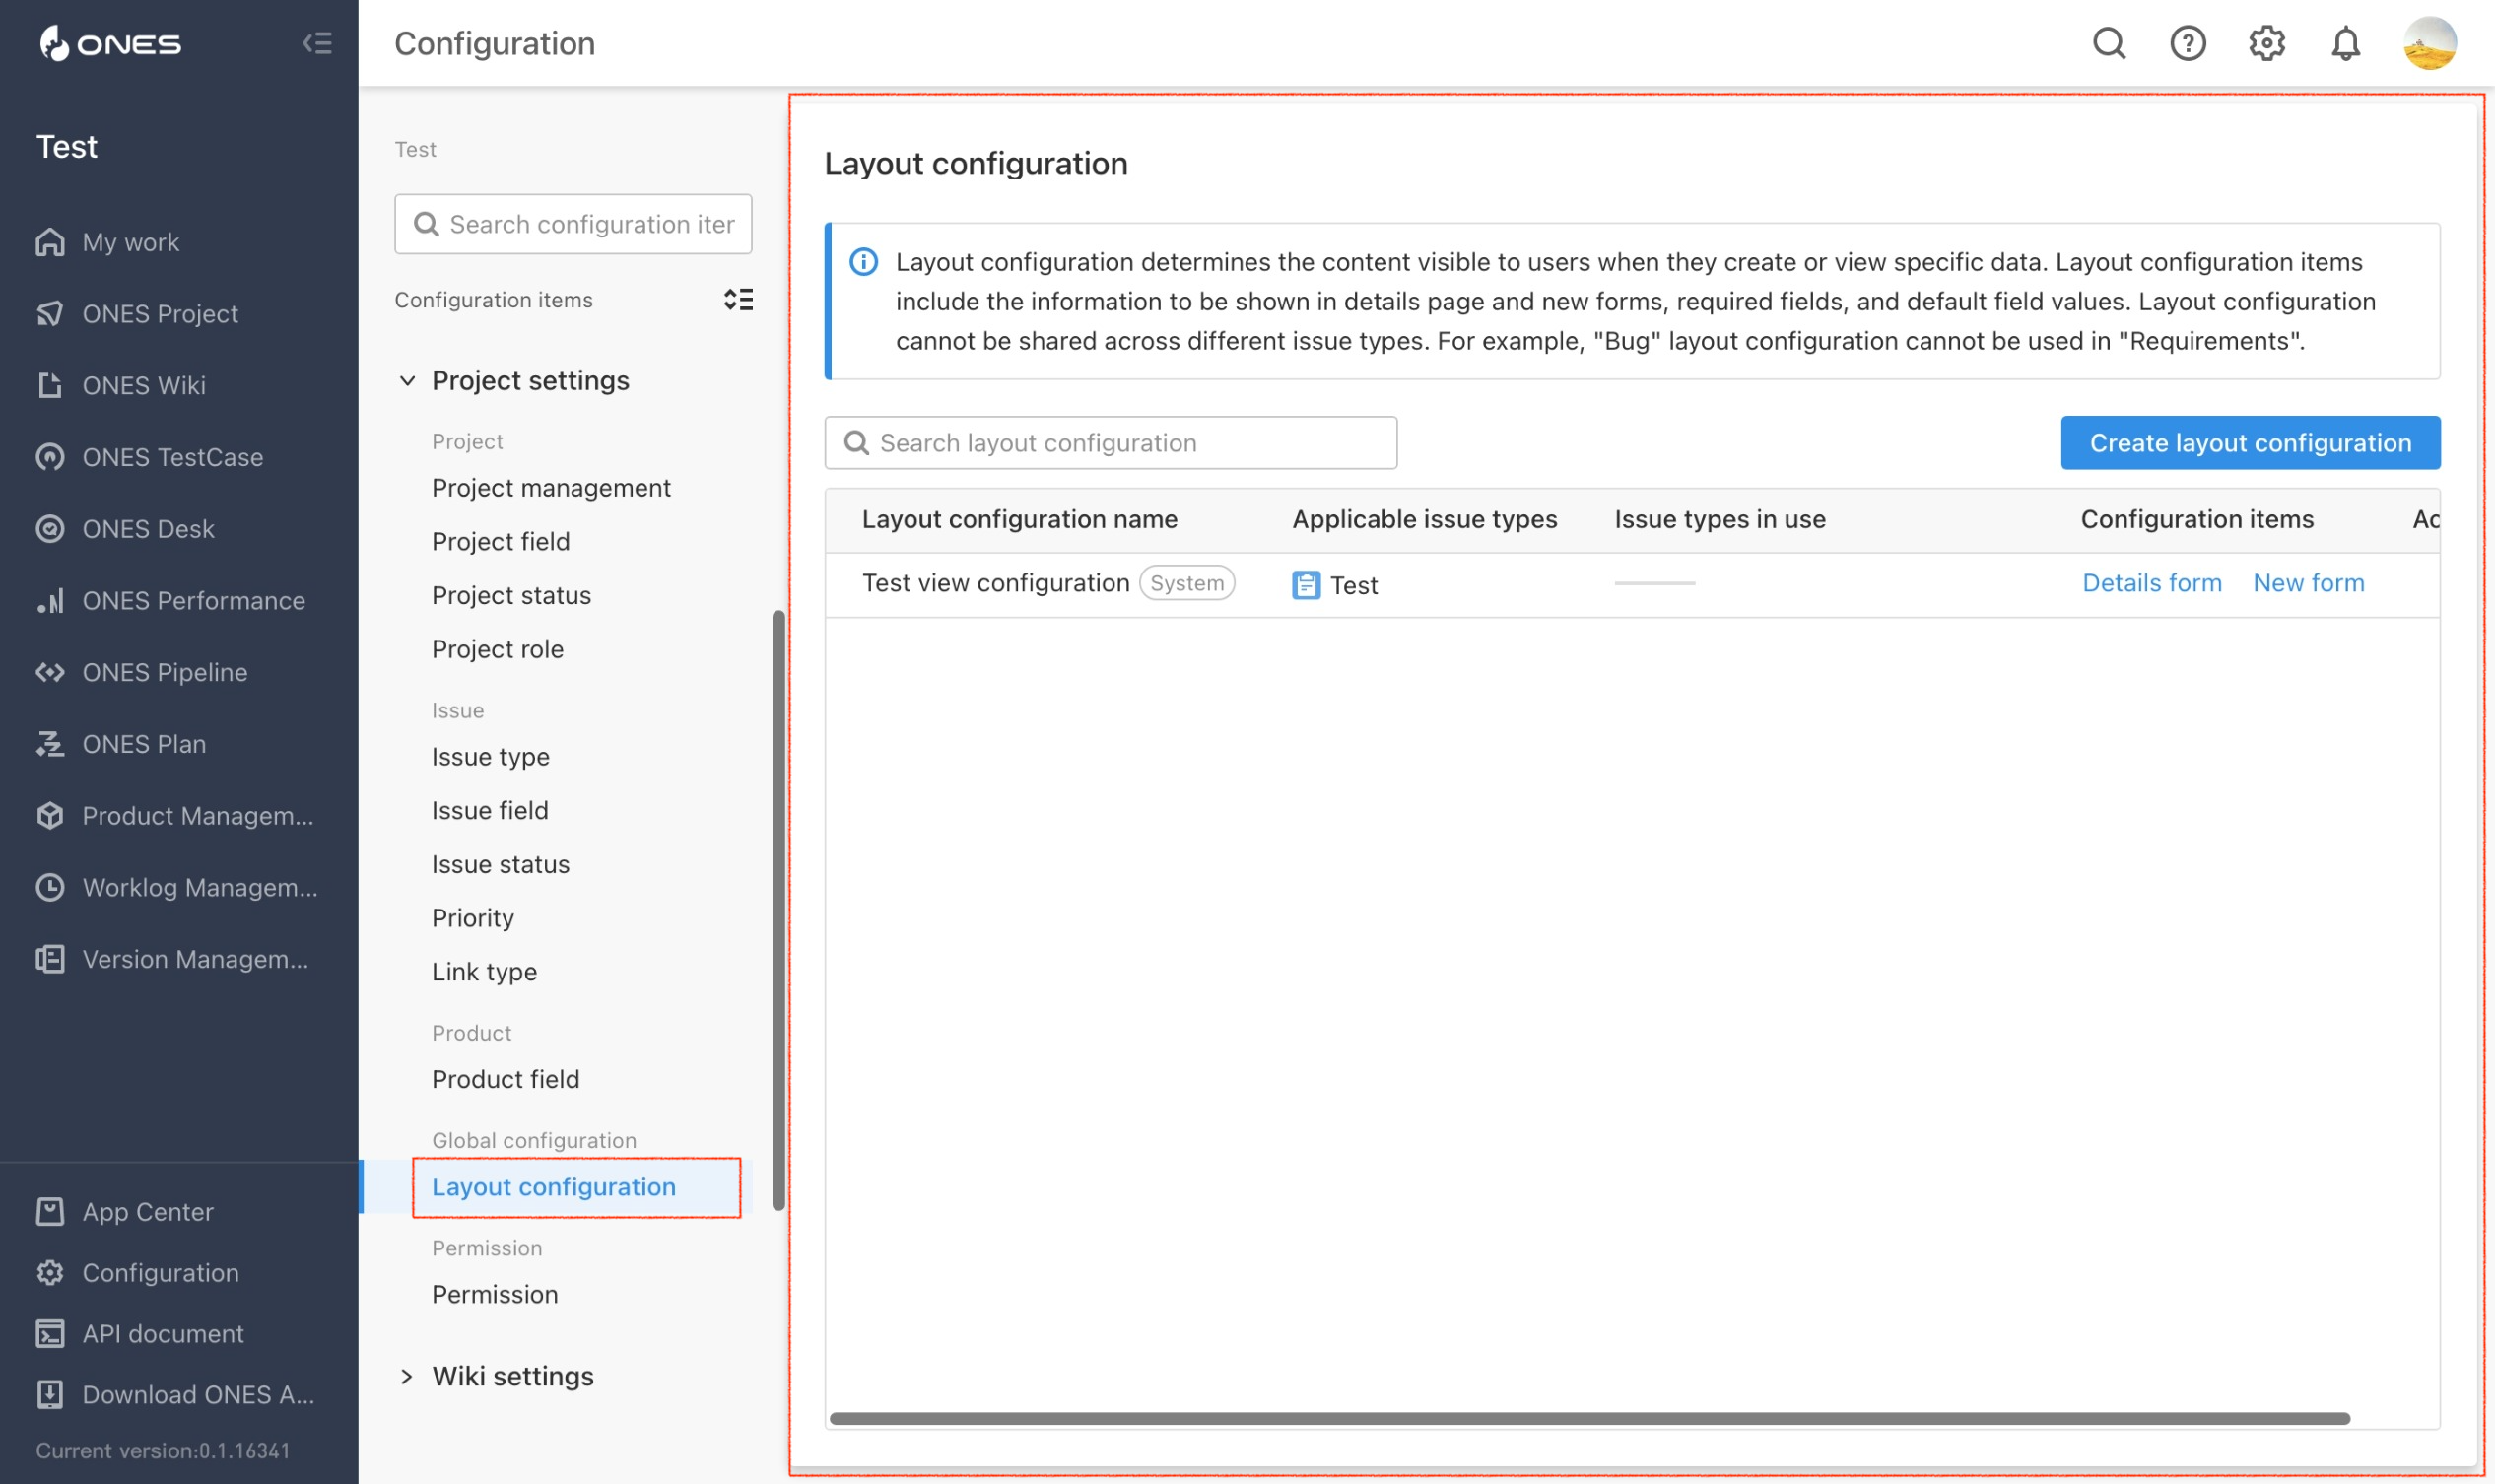 ONES
Configuration
Test
My work
ONES Project
ONES Wiki
ONES TestCase
ONES Desk
ONES Performance
ONES Pipeline
ONES Plan
Product Managem...
Worklog Managem...
Version Managem...
App Center
Configuration
API document
Download ONES A...
Current version:0.1.16341
Test
Search configuration iter
Configuration items
Project settings
Project
Project management
Project field
Project status
Project role
Issue
Issue type
Issue field
Issue status
Priority
Link type
Product
Product field
Global configuration
Layout configuration
Permission
Permission
Wiki settings
Layout configuration
Layout configuration determines the content visible to users when they create or view specific data. Layout configuration items
include the information to be shown in details page and new forms, required fields, and default field values. Layout configuration
cannot be shared across different issue types. For example, "Bug" layout configuration cannot be used in "Requirements".
Search layout configuration
Create layout configuration
Layout configuration name Applicable issue types Issue types in use Configuration items Ac
Test view configuration System Test Details form New form